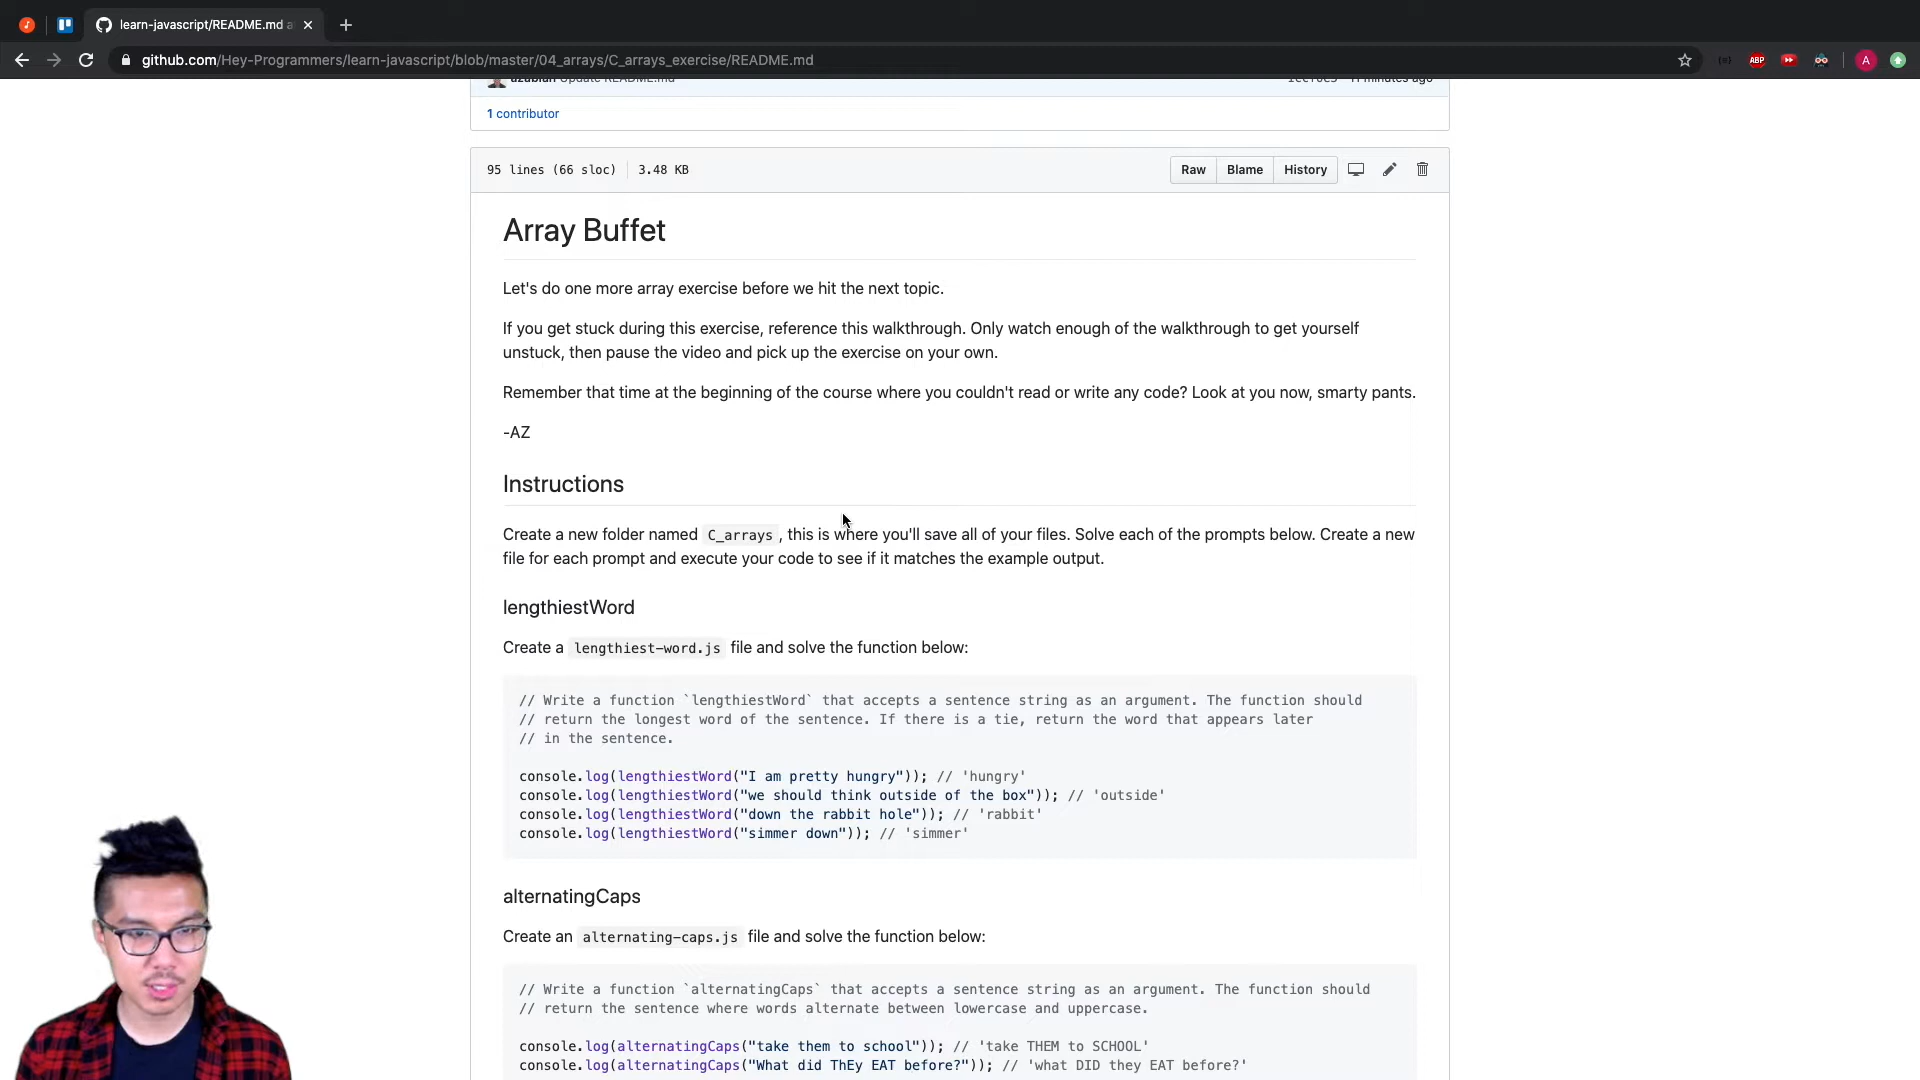 learn-javascript/README.md a
github.com/Hey-Programmers/learn-javascript/blob/master/04_arrays/C_arrays_exercise/README.md
ABP
A
1 contributor
95 lines (66 sloc) 3.48 KB
Raw Blame History
Array Buffet
Let's do one more array exercise before we hit the next topic.
If you get stuck during this exercise, reference this walkthrough. Only watch enough of the walkthrough to get yourself
unstuck, then pause the video and pick up the exercise on your own.
Remember that time at the beginning of the course where you couldn't read or write any code? Look at you now, smarty pants.
-AZ
Instructions
Create a new folder named C_arrays , this is where you'll save all of your files. Solve each of the prompts below. Create a new
file for each prompt and execute your code to see if it matches the example output.
lengthiestWord
Create a lengthiest-word.js file and solve the function below:
// Write a function `lengthiestWord` that accepts a sentence string as an argument. The function should
// return the longest word of the sentence. If there is a tie, return the word that appears later
// in the sentence.
console.log(lengthiestWord("I am pretty hungry")); // 'hungry'
console.log(lengthiestWord("we should think outside of the box")); // 'outside'
console.log(lengthiestWord("down the rabbit hole")); // 'rabbit'
console.log(lengthiestWord("simmer down")); // 'simmer'
alternatingCaps
Create an alternating-caps.js file and solve the function below:
// Write a function `alternatingCaps` that accepts a sentence string as an argument. The function should
// return the sentence where words alternate between lowercase and uppercase.
console.log(alternatingCaps("take them to school")); // 'take THEM to SCHOOL'
console.log(alternatingCaps("What did ThEy EAT before?")); // 'what DID they EAT before?'